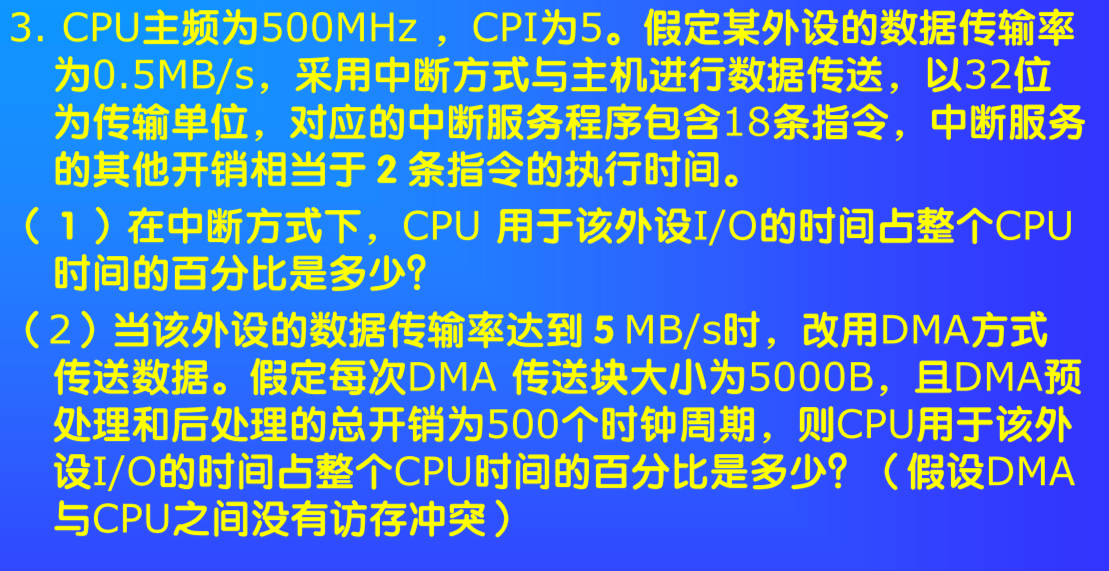 3. CPU主频为500MHz ，CPI为5。假定某外设的数据传输率
为0.5MB/s，采用中断方式与主机进行数据传送，以32位
为传输单位，对应的中断服务程序包含18条指令，中断服务
的其他开销相当于 2 条指令的执行时间。
（ 1 ）在中断方式下，CPU 用于该外设I/O的时间占整个CPU
时间的百分比是多少？
（2）当该外设的数据传输率达到 5 MB/s时，改用DMA方式
传送数据。假定每次DMA 传送块大小为5000B，且DMA预
处理和后处理的总开销为500个时钟周期，则CPU用于该外
设I/O的时间占整个CPU时间的百分比是多少？（假设DMA
与CPU之间没有访存冲突）